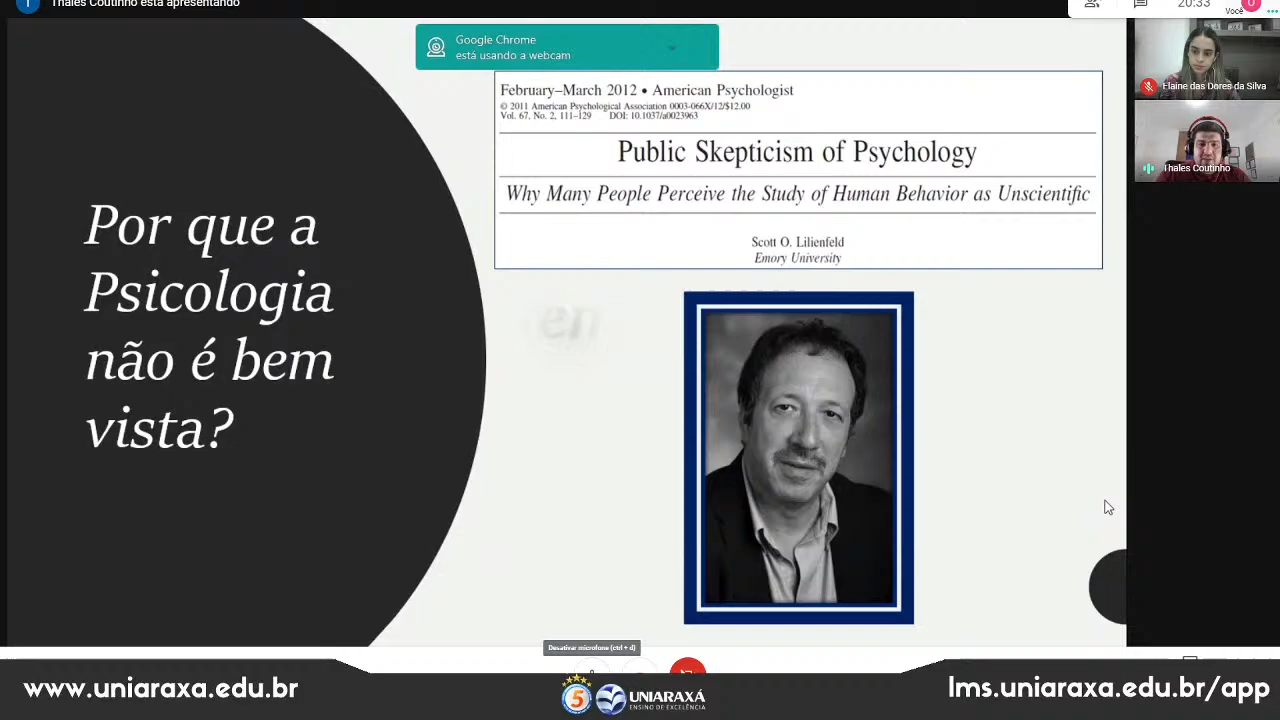 Thales Coutinho está apresentando
20:33
Você
Google Chrome
está usando a webcam
February–March 2012 • American Psychologist
© 2011 American Psychological Association 0003-066X/12/$12.00
Vol. 67, No. 2, 111–129 DOI: 10.1037/a0023963
Public Skepticism of Psychology
Why Many People Perceive the Study of Human Behavior as Unscientific
Scott O. Lilienfeld
Emory University
Por que a
Psicologia
não é bem
vista?
en
Elaine das Dores da Silva
Thales Coutinho
Desativar microfone (ctrl + d)
www.uniaraxa.edu.br
5
UNIARAXÁ
ENSINO DE EXCELÊNCIA
lms.uniaraxa.edu.br/app